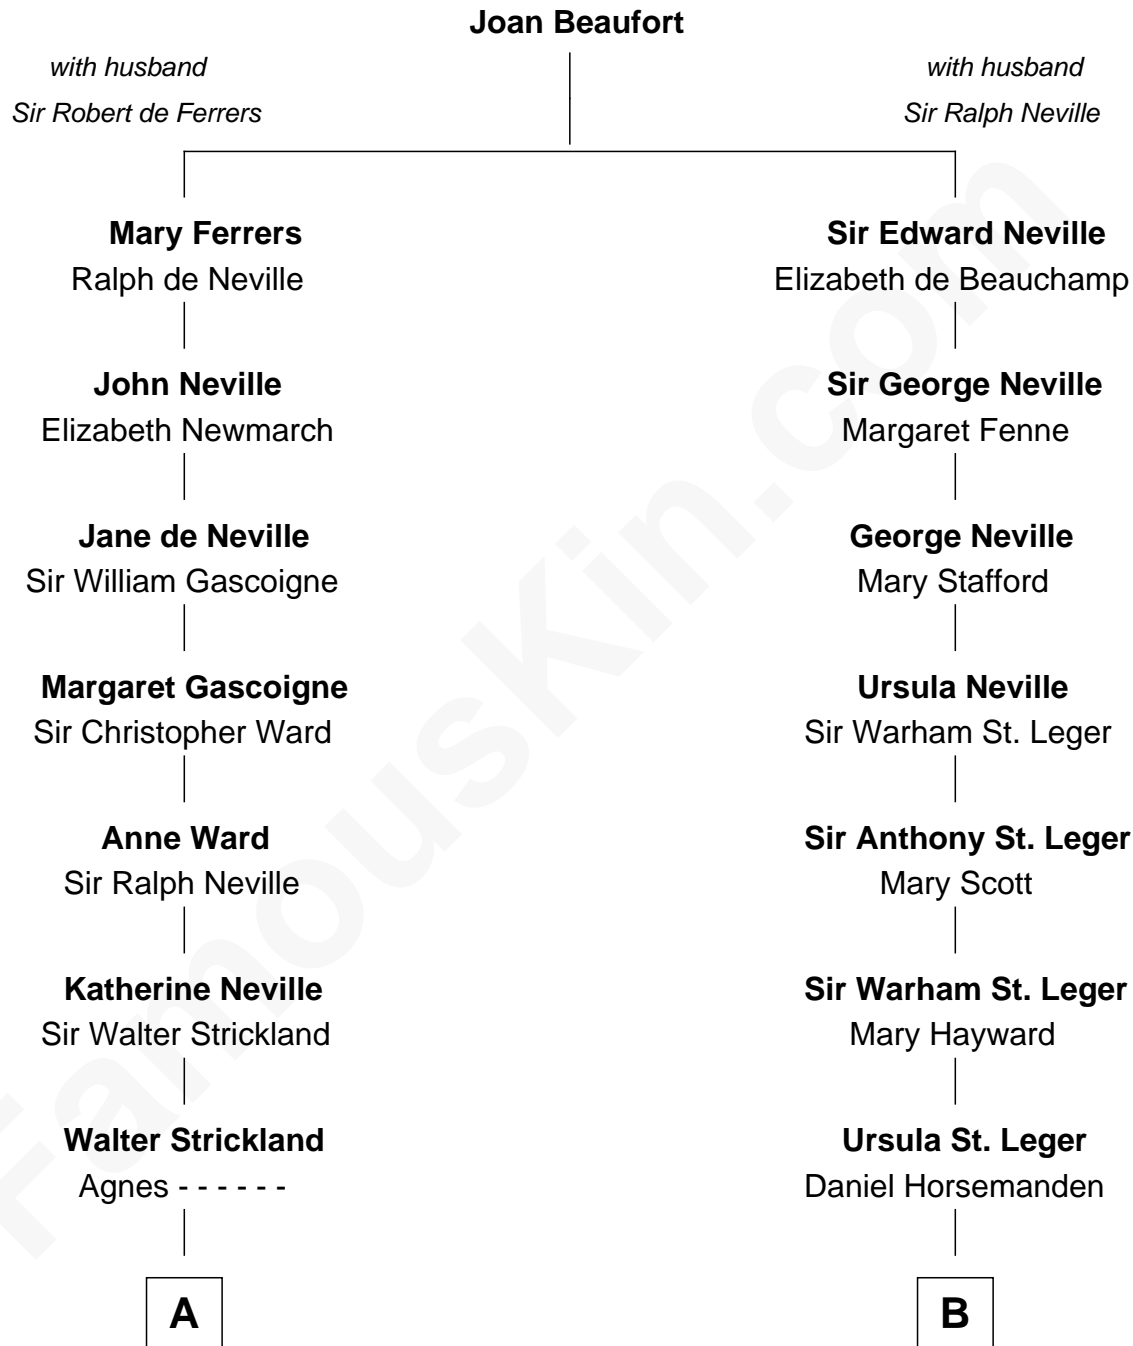 Joan Beaufort
with husband
Sir Robert de Ferrers
with husband
Sir Ralph Neville
Mary Ferrers
Ralph de Neville
John Neville
Elizabeth Newmarch
Jane de Neville
Sir William Gascoigne
Margaret Gascoigne
Sir Christopher Ward
Anne Ward
Sir Ralph Neville
Katherine Neville
Sir Walter Strickland
Walter Strickland
Agnes - - - - - -
A
Sir Edward Neville
Elizabeth de Beauchamp
Sir George Neville
Margaret Fenne
George Neville
Mary Stafford
Ursula Neville
Sir Warham St. Leger
Sir Anthony St. Leger
Mary Scott
Sir Warham St. Leger
Mary Hayward
Ursula St. Leger
Daniel Horsemanden
B
FamousKin.com